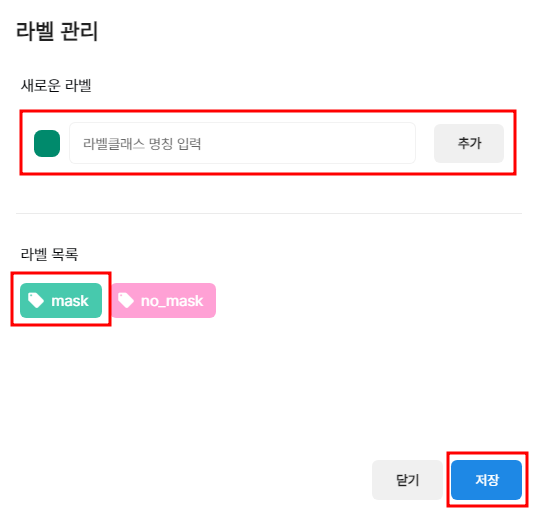 라벨 관리
새로운 라벨
라벨클래스 명칭 입력 추가
라벨 목록
mask no_mask
닫기 저장